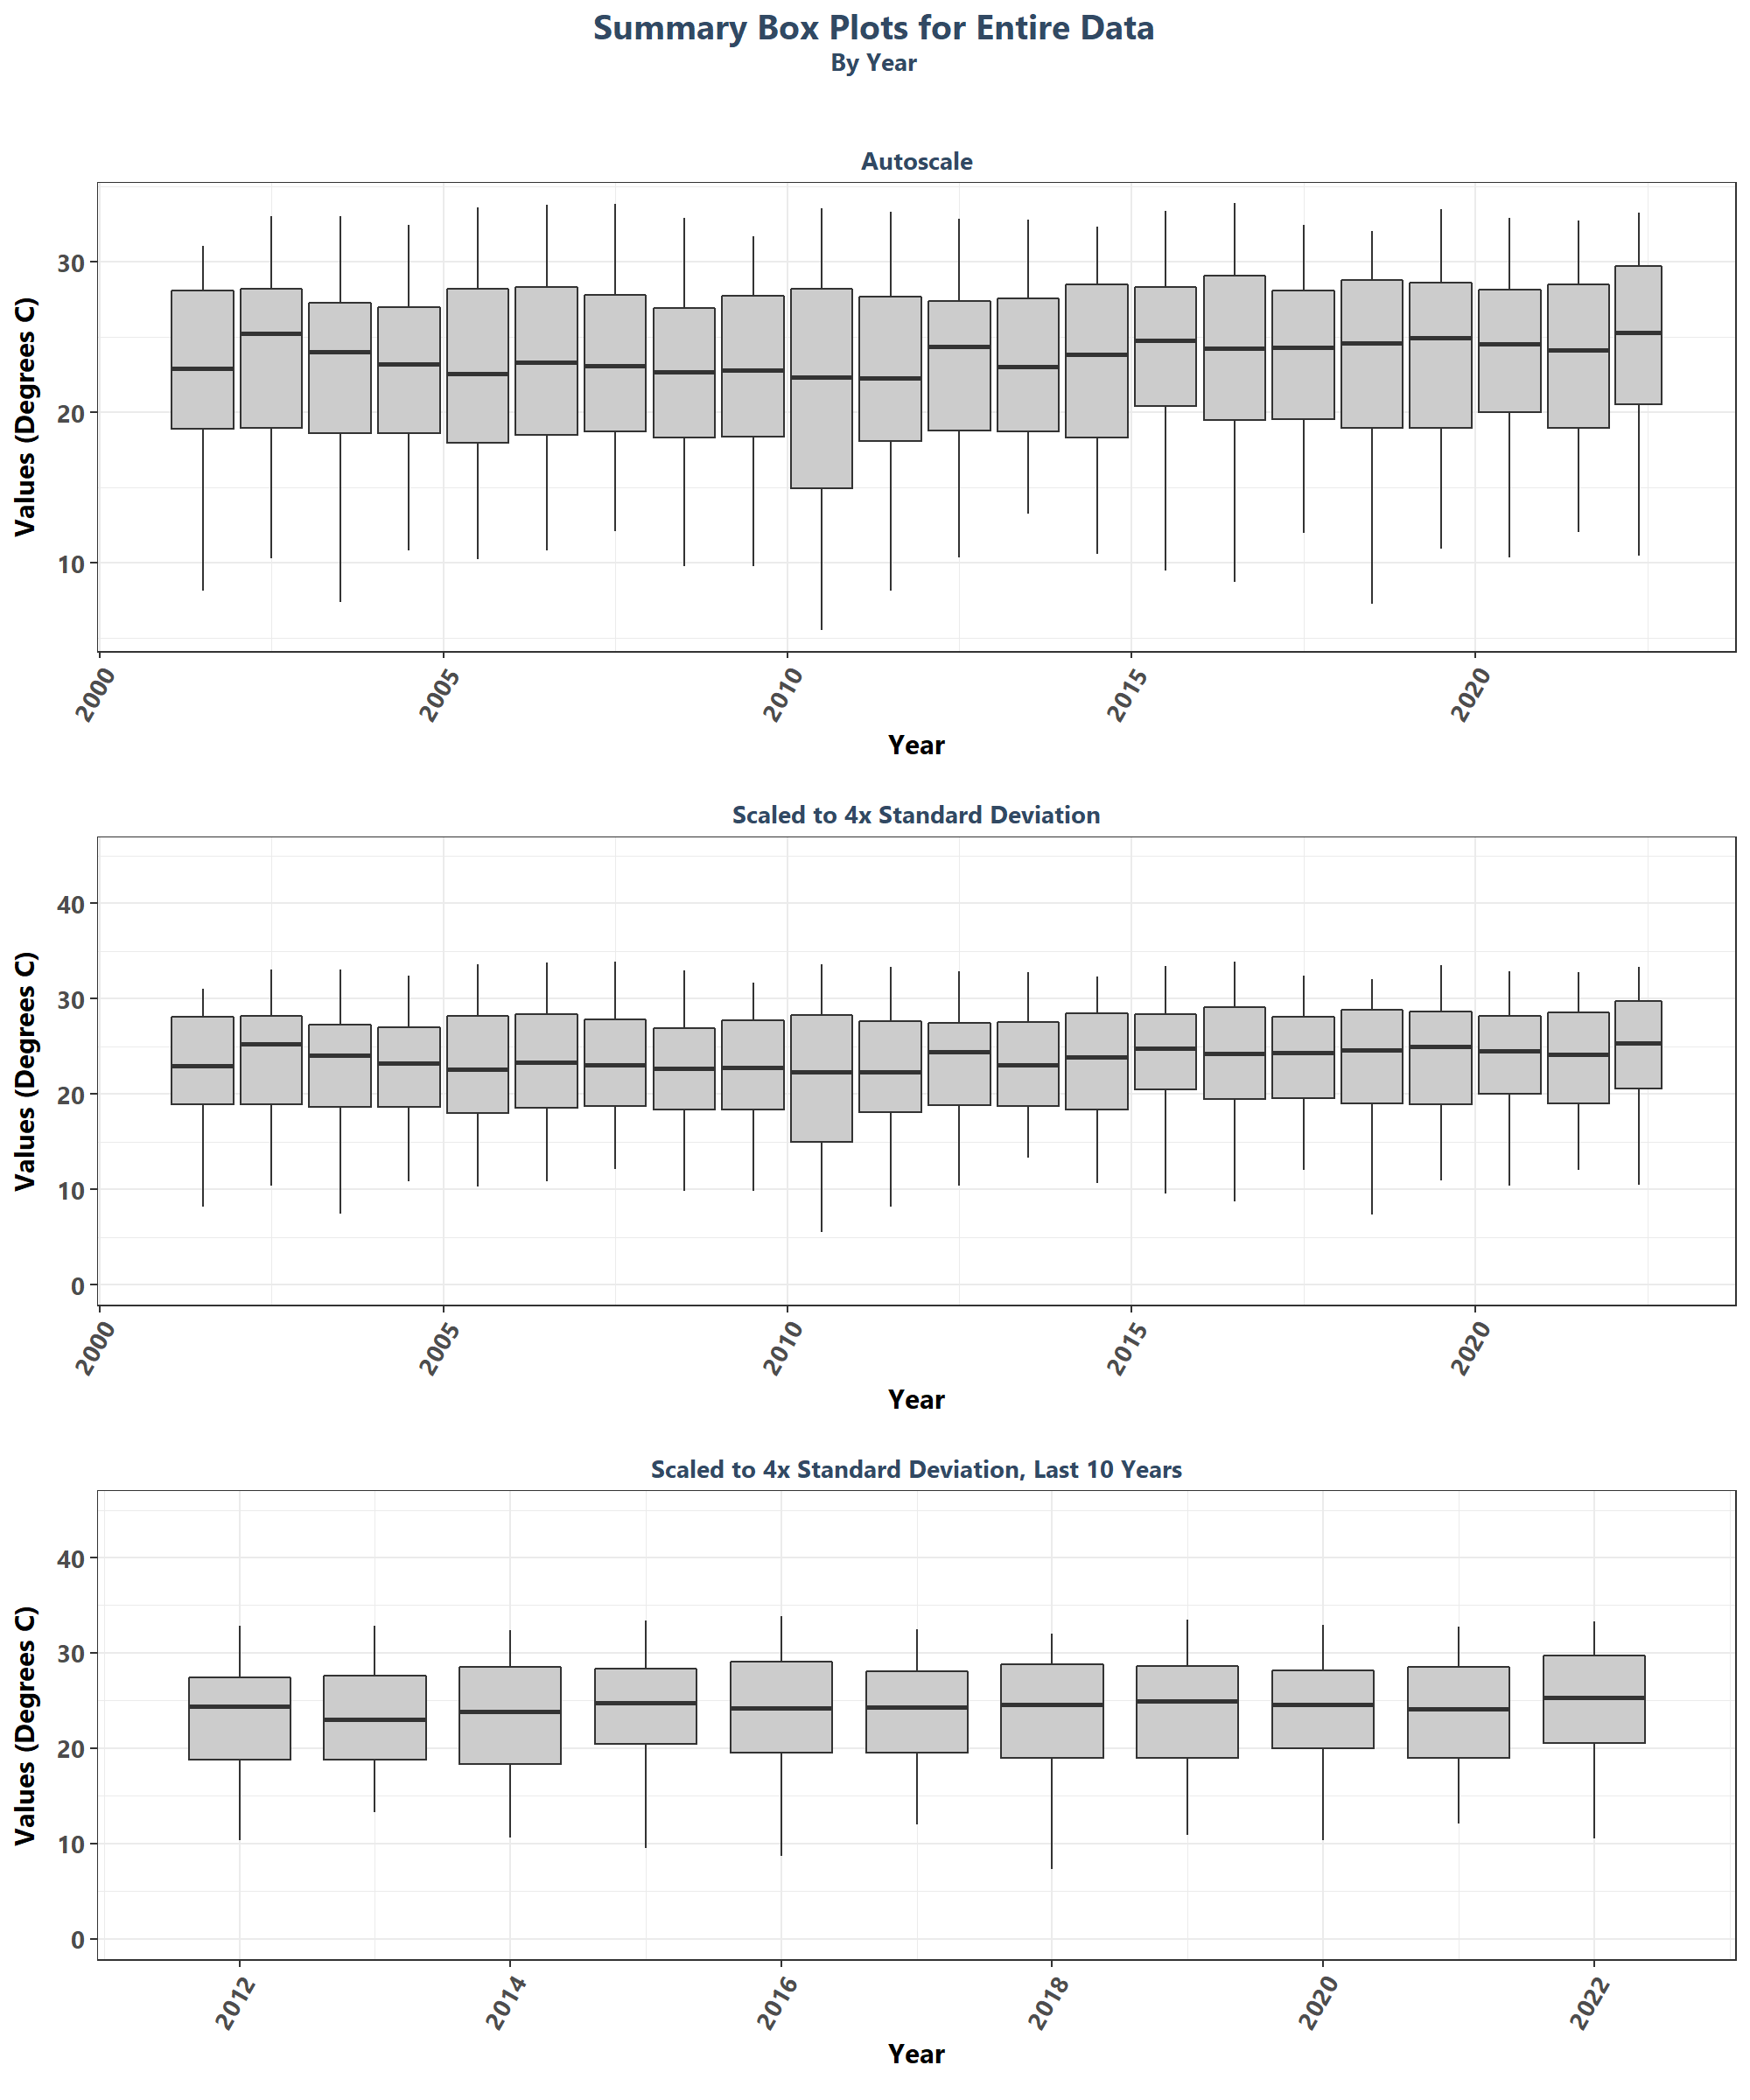 Summary Box Plots for Entire Data
By Year
Autoscale
Values (Degrees C)
30
20
10
2000 2005 2010 2015 2020
Year
Scaled to 4x Standard Deviation
Values (Degrees C)
40
30
20
10
0
2000 2005 2010 2015 2020
Year
Scaled to 4x Standard Deviation, Last 10 Years
Values (Degrees C)
40
30
20
10
0
2012 2014 2016 2018 2020 2022
Year